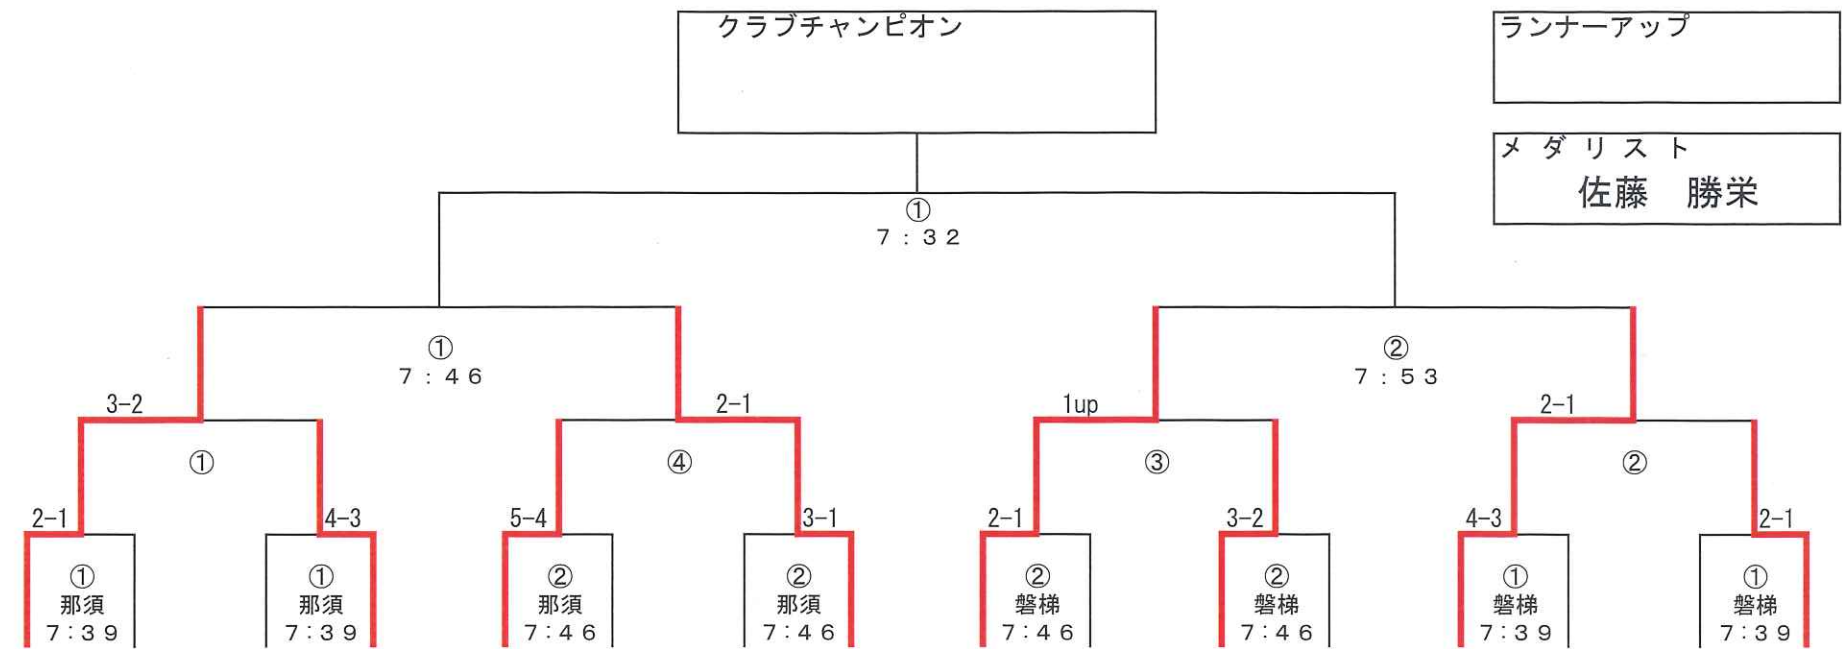 クラブチャンピオン
ランナーアップ
メダリスト
佐藤 勝栄
①
7:32
①
7:46
②
7:53
3-2
2-1
1up
2-1
①
④
③
②
2-1
4-3
5-4
3-1
2-1
3-2
4-3
2-1
①
那須
7:39
①
那須
7:39
②
那須
7:46
②
那須
7:46
②
磐梯
7:46
②
磐梯
7:46
①
磐梯
7:39
①
磐梯
7:39